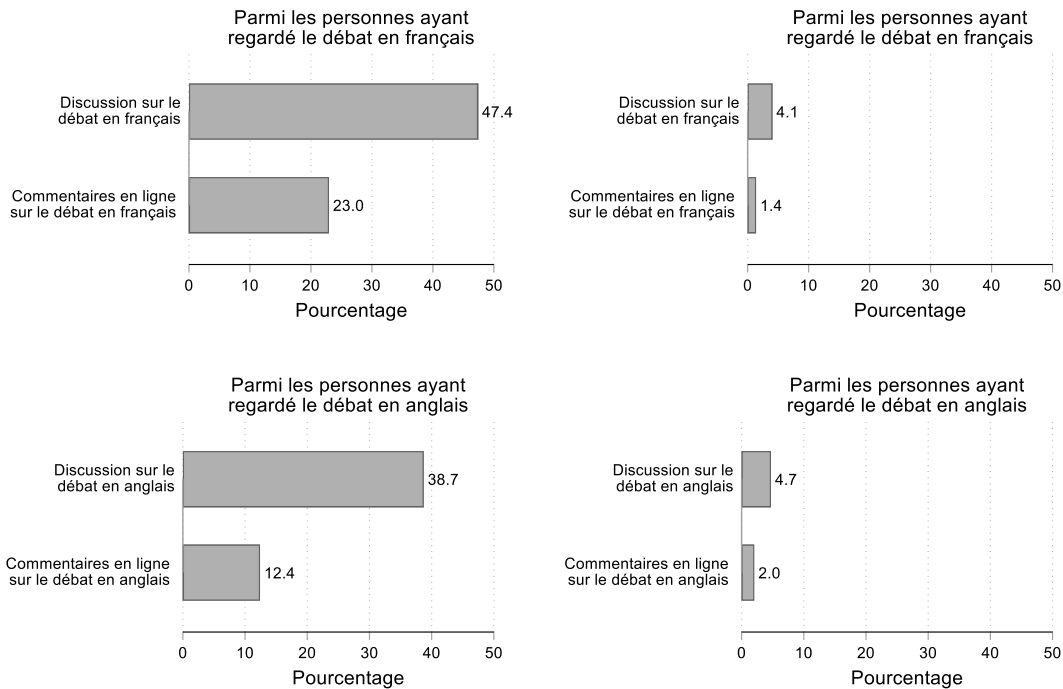 Parmi les personnes ayant
regardé le débat en français
Discussion sur le
débat en français
47.4
Commentaires en ligne
sur le débat en français
23.0
0 10 20 30 40 50
Pourcentage
Parmi les personnes ayant
regardé le débat en français
Discussion sur le
débat en français
4.1
Commentaires en ligne
sur le débat en français
1.4
0 10 20 30 40 50
Pourcentage
Parmi les personnes ayant
regardé le débat en anglais
Discussion sur le
débat en anglais
38.7
Commentaires en ligne
sur le débat en anglais
12.4
0 10 20 30 40 50
Pourcentage
Parmi les personnes ayant
regardé le débat en anglais
Discussion sur le
débat en anglais
4.7
Commentaires en ligne
sur le débat en anglais
2.0
0 10 20 30 40 50
Pourcentage